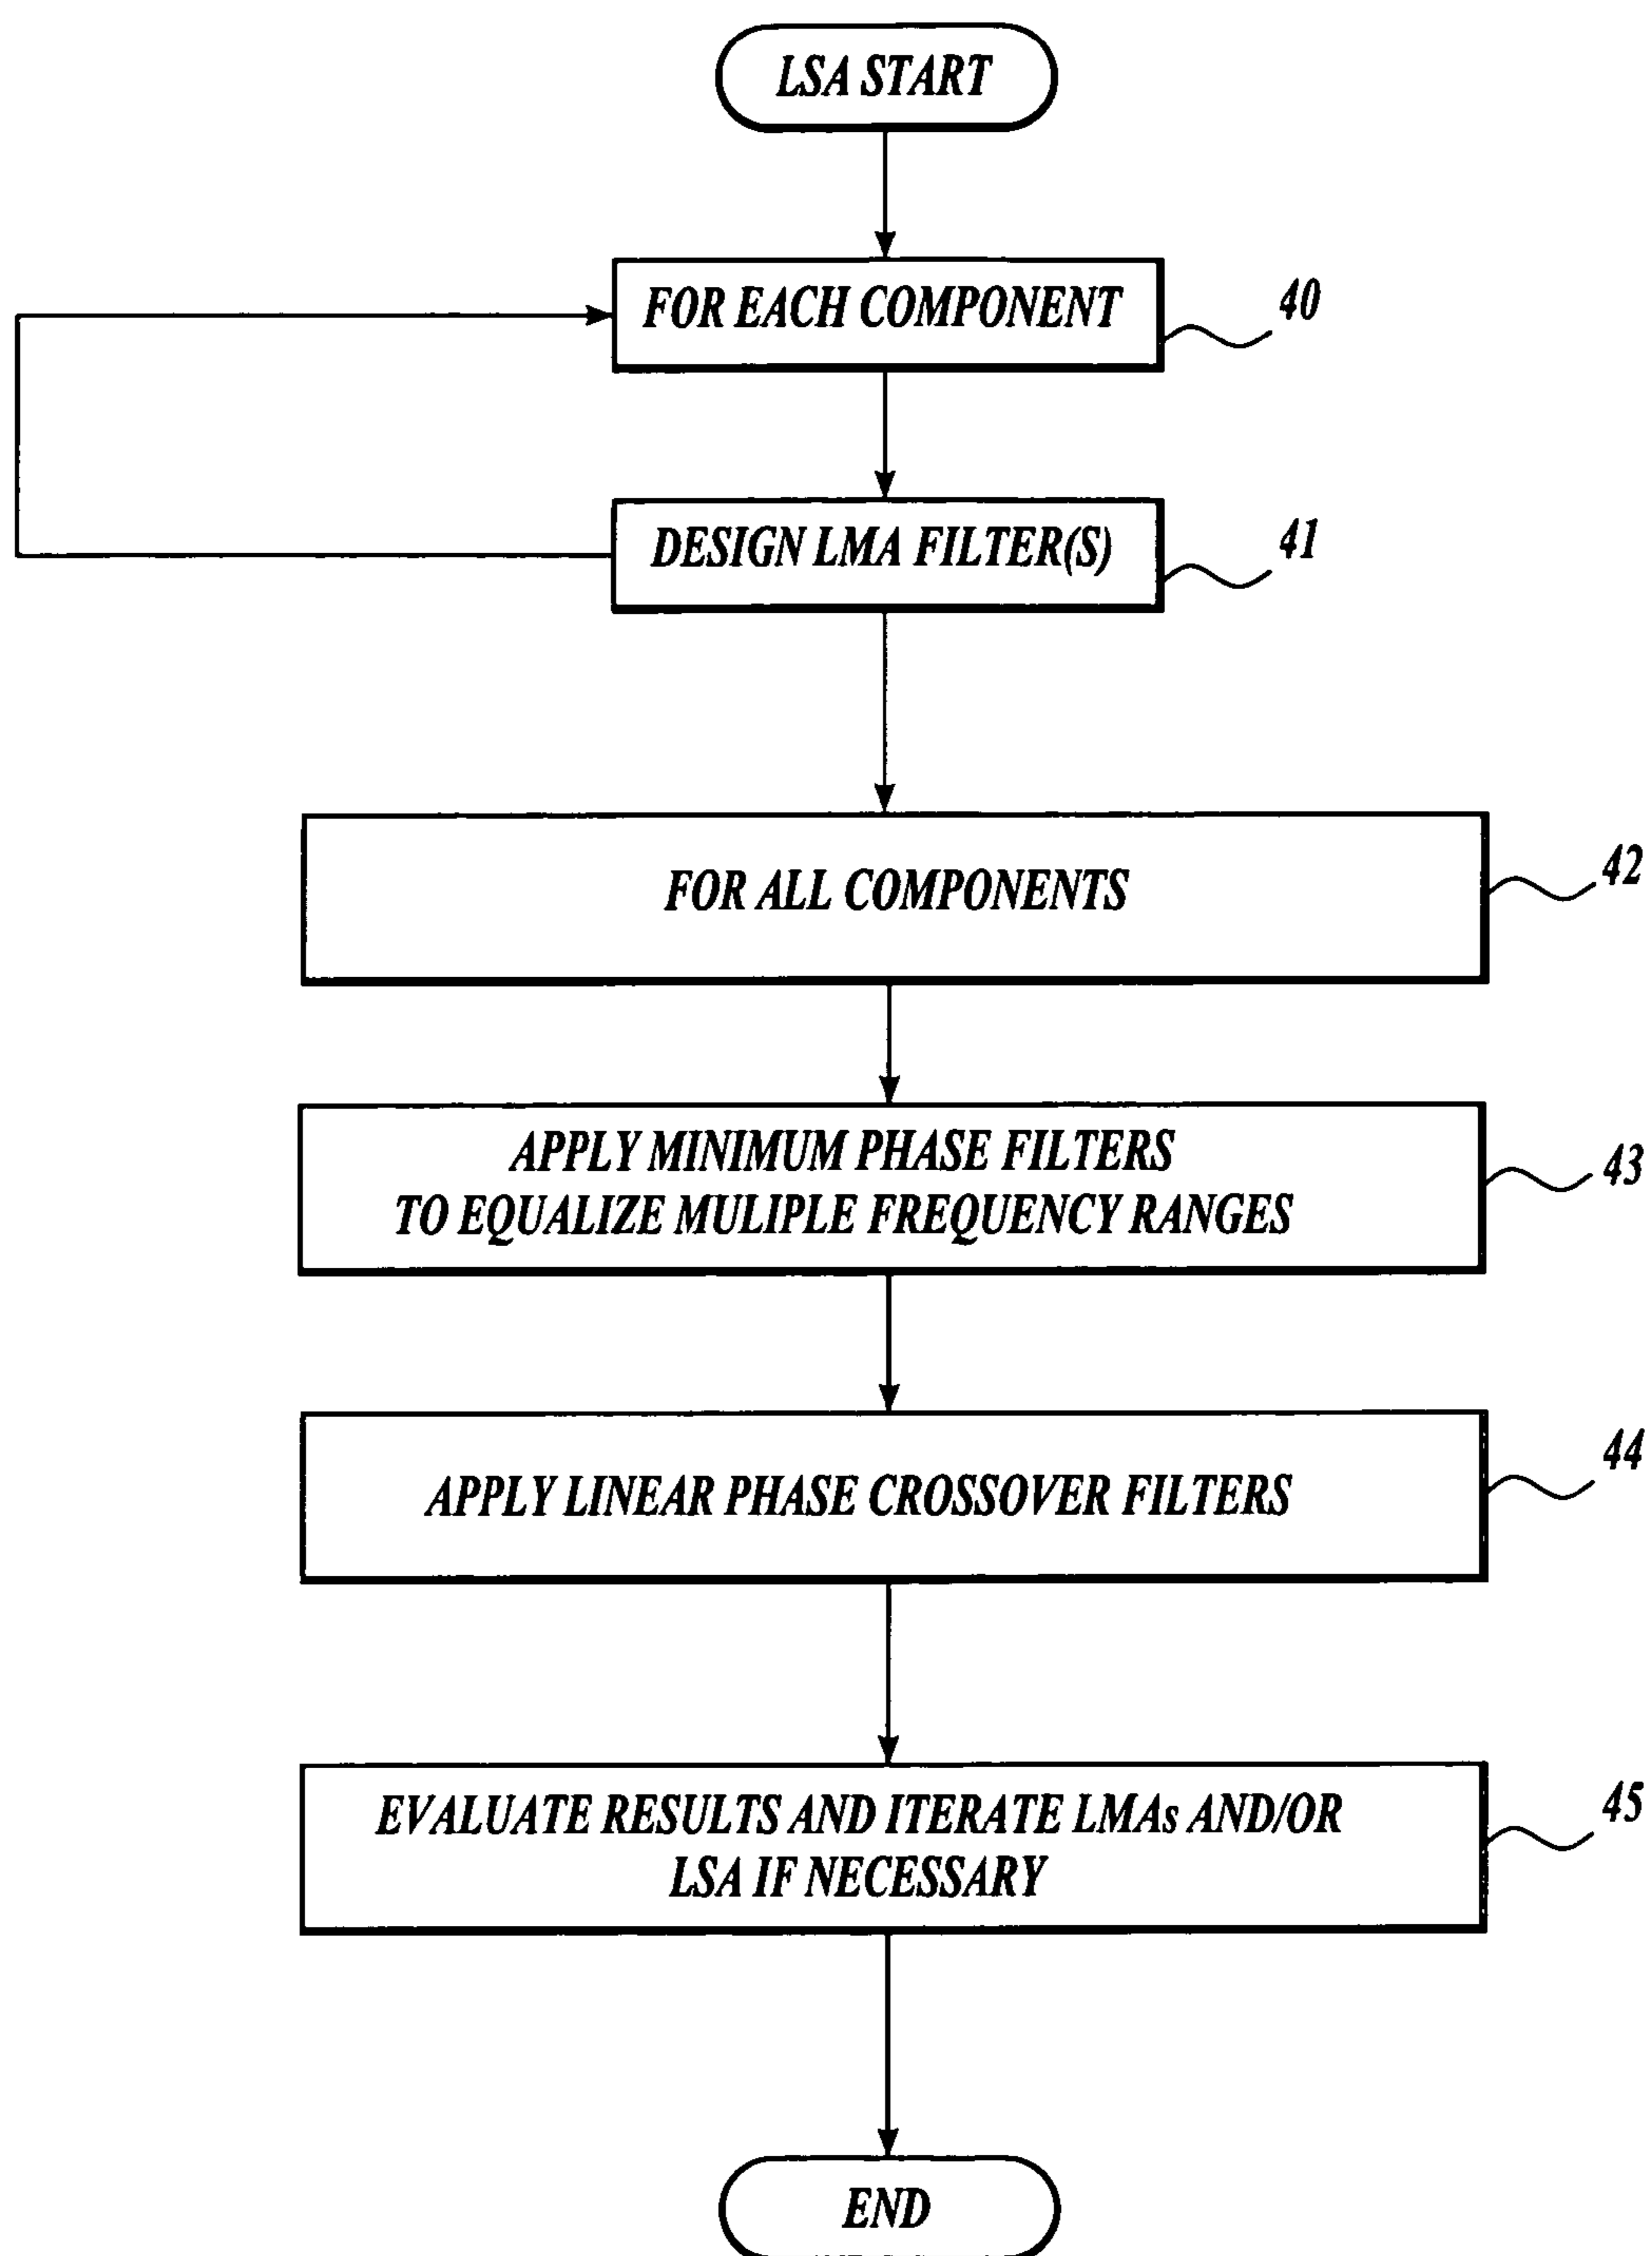 LSA START
FOR EACH COMPONENT
40
DESIGN LMA FILTER(S)
41
FOR ALL COMPONENTS
42
APPLY MINIMUM PHASE FILTERS
TO EQUALIZE MULIPLE FREQUENCY RANGES
43
APPLY LINEAR PHASE CROSSOVER FILTERS
44
EVALUATE RESULTS AND ITERATE LMAs AND/OR
LSA IF NECESSARY
45
END